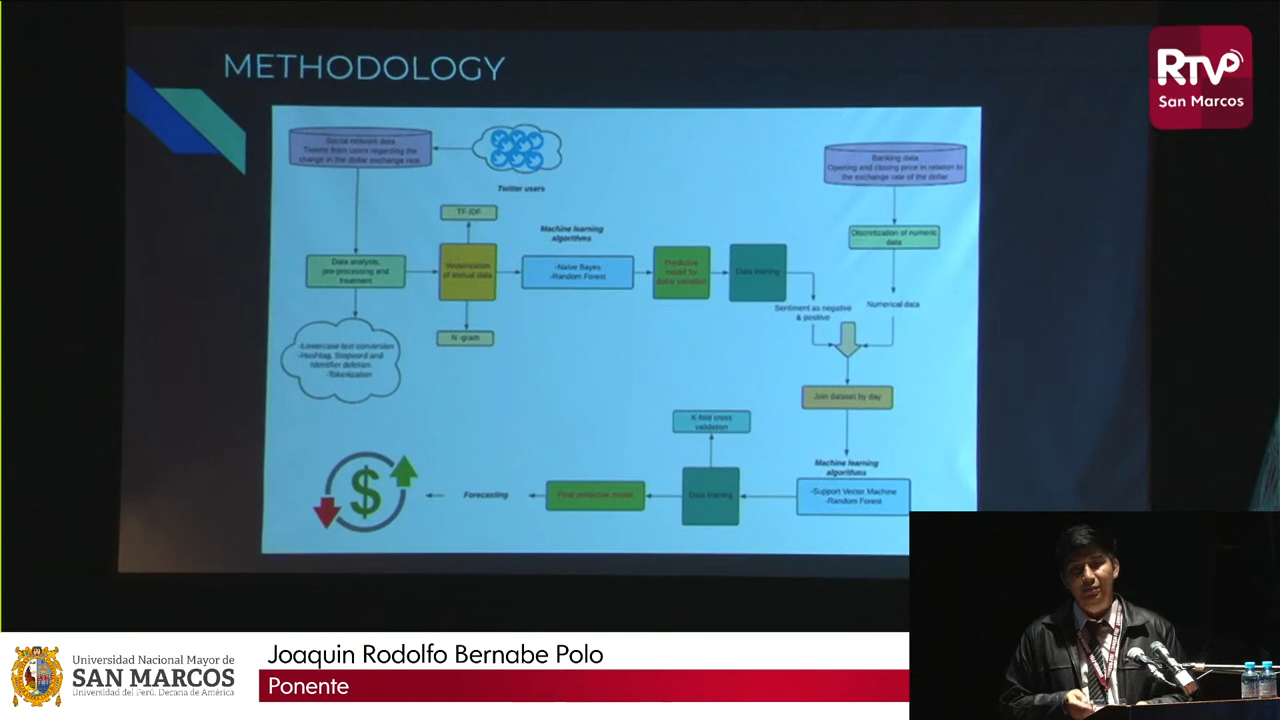 METHODOLOGY
RTVP
San Marcos
Social network data
Tweets from users regarding the
change in the dollar exchange rate
Twitter users
Banking data
Opening and closing price in relation to
the exchange rate of the dollar
TF-IDF
Machine learning
algorithms
Discretization of numeric
data
Data analysis,
pre-processing and
treatment
Vectorization
of textual data
-Naive Bayes
-Random Forest
Predictive
model for
dollar variation
Data training
Sentiment as negative
& positive
Numerical data
N -gram
-Lowercase text conversion
-Hashtag, Stopword and
Identifier deletion
-Tokenization
Join dataset by day
K-fold cross
validation
Machine learning
algorithms
-Support Vector Machine
-Random Forest
Data training
Final predictive model
Forecasting
$
Universidad Nacional Mayor de
SAN MARCOS
Universidad del Perú. Decana de América
Joaquin Rodolfo Bernabe Polo
Ponente